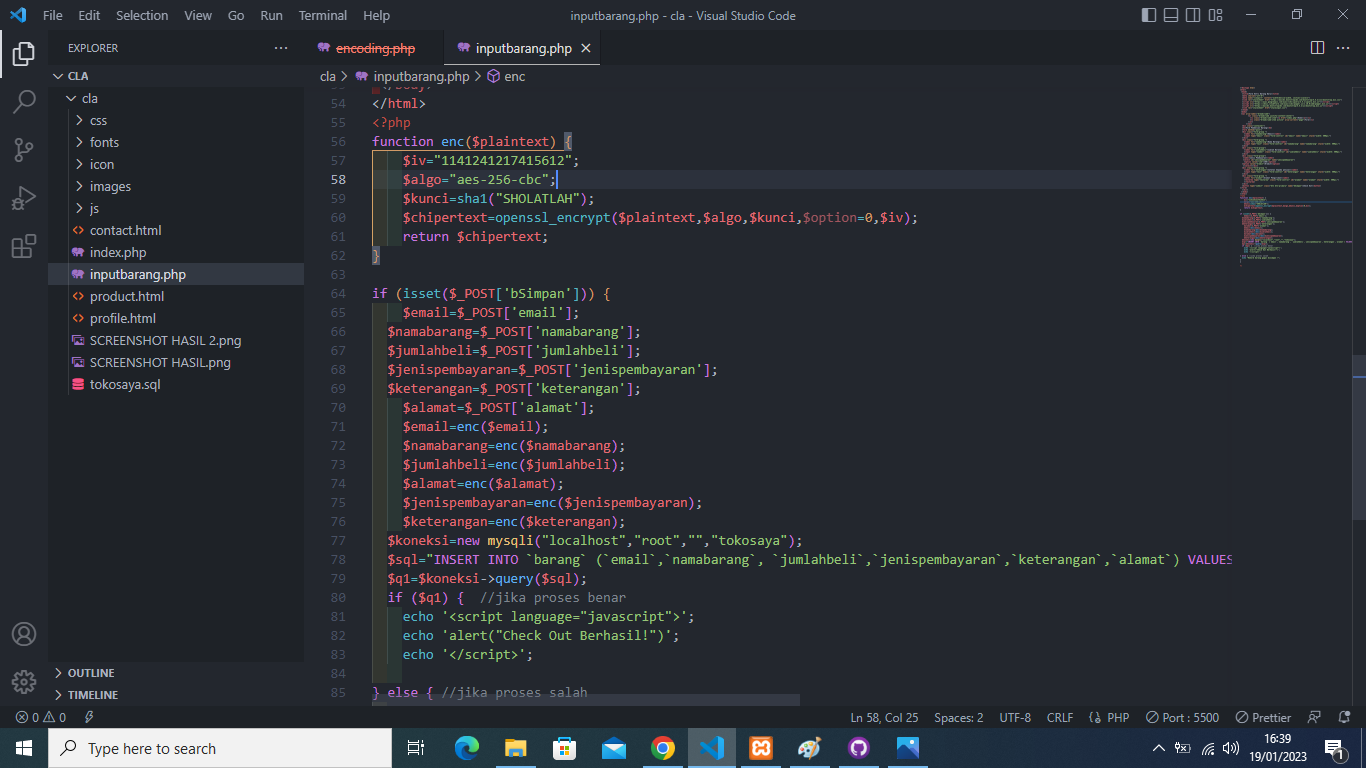 File Edit Selection View Go Run Terminal Help inputbarang.php - cla - Visual Studio Code
EXPLORER
encoding.php inputbarang.php
CLA
cla > inputbarang.php > enc
cla
css
fonts
icon
images
js
contact.html
index.php
inputbarang.php
product.html
profile.html
SCREENSHOT HASIL 2.png
SCREENSHOT HASIL.png
tokosaya.sql
OUTLINE
TIMELINE
54 </html>
55 <?php
56 function enc($plaintext) {
57 $iv="1141241217415612";
58 $algo="aes-256-cbc";
59 $kunci=sha1("SHOLATLAH");
60 $chipertext=openssl_encrypt($plaintext,$algo,$kunci,$option=0,$iv);
61 return $chipertext;
62 }
63
64 if (isset($_POST['bSimpan'])) {
65 $email=$_POST['email'];
66 $namabarang=$_POST['namabarang'];
67 $jumlahbeli=$_POST['jumlahbeli'];
68 $jenispembayaran=$_POST['jenispembayaran'];
69 $keterangan=$_POST['keterangan'];
70 $alamat=$_POST['alamat'];
71 $email=enc($email);
72 $namabarang=enc($namabarang);
73 $jumlahbeli=enc($jumlahbeli);
74 $alamat=enc($alamat);
75 $jenispembayaran=enc($jenispembayaran);
76 $keterangan=enc($keterangan);
77 $koneksi=new mysqli("localhost","root","","tokosaya");
78 $sql="INSERT INTO `barang` (`email`,`namabarang`, `jumlahbeli`,`jenispembayaran`,`keterangan`,`alamat`) VALUES
79 $q1=$koneksi->query($sql);
80 if ($q1) { //jika proses benar
81 echo '<script language="javascript">';
82 echo 'alert("Check Out Berhasil!")';
83 echo '</script>';
84
85 } else { //jika proses salah
0 0 Ln 58, Col 25 Spaces: 2 UTF-8 CRLF PHP Port : 5500 Prettier
Type here to search
16:39
19/01/2023
1